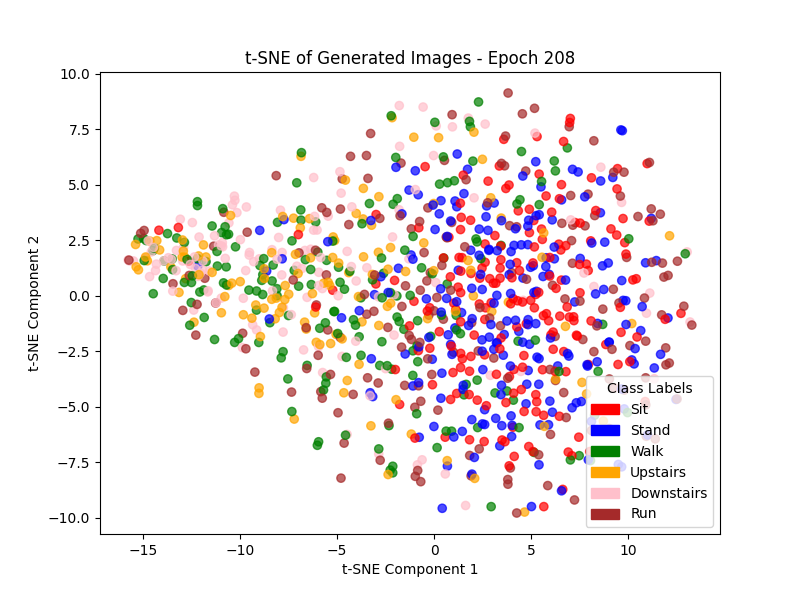 t-SNE of Generated Images - Epoch 208
10.0
7.5
5.0
2.5
0.0
−2.5
−5.0
−7.5
−10.0
t-SNE Component 2
Class Labels
Sit
Stand
Walk
Upstairs
Downstairs
Run
−15 −10 −5 0 5 10
t-SNE Component 1